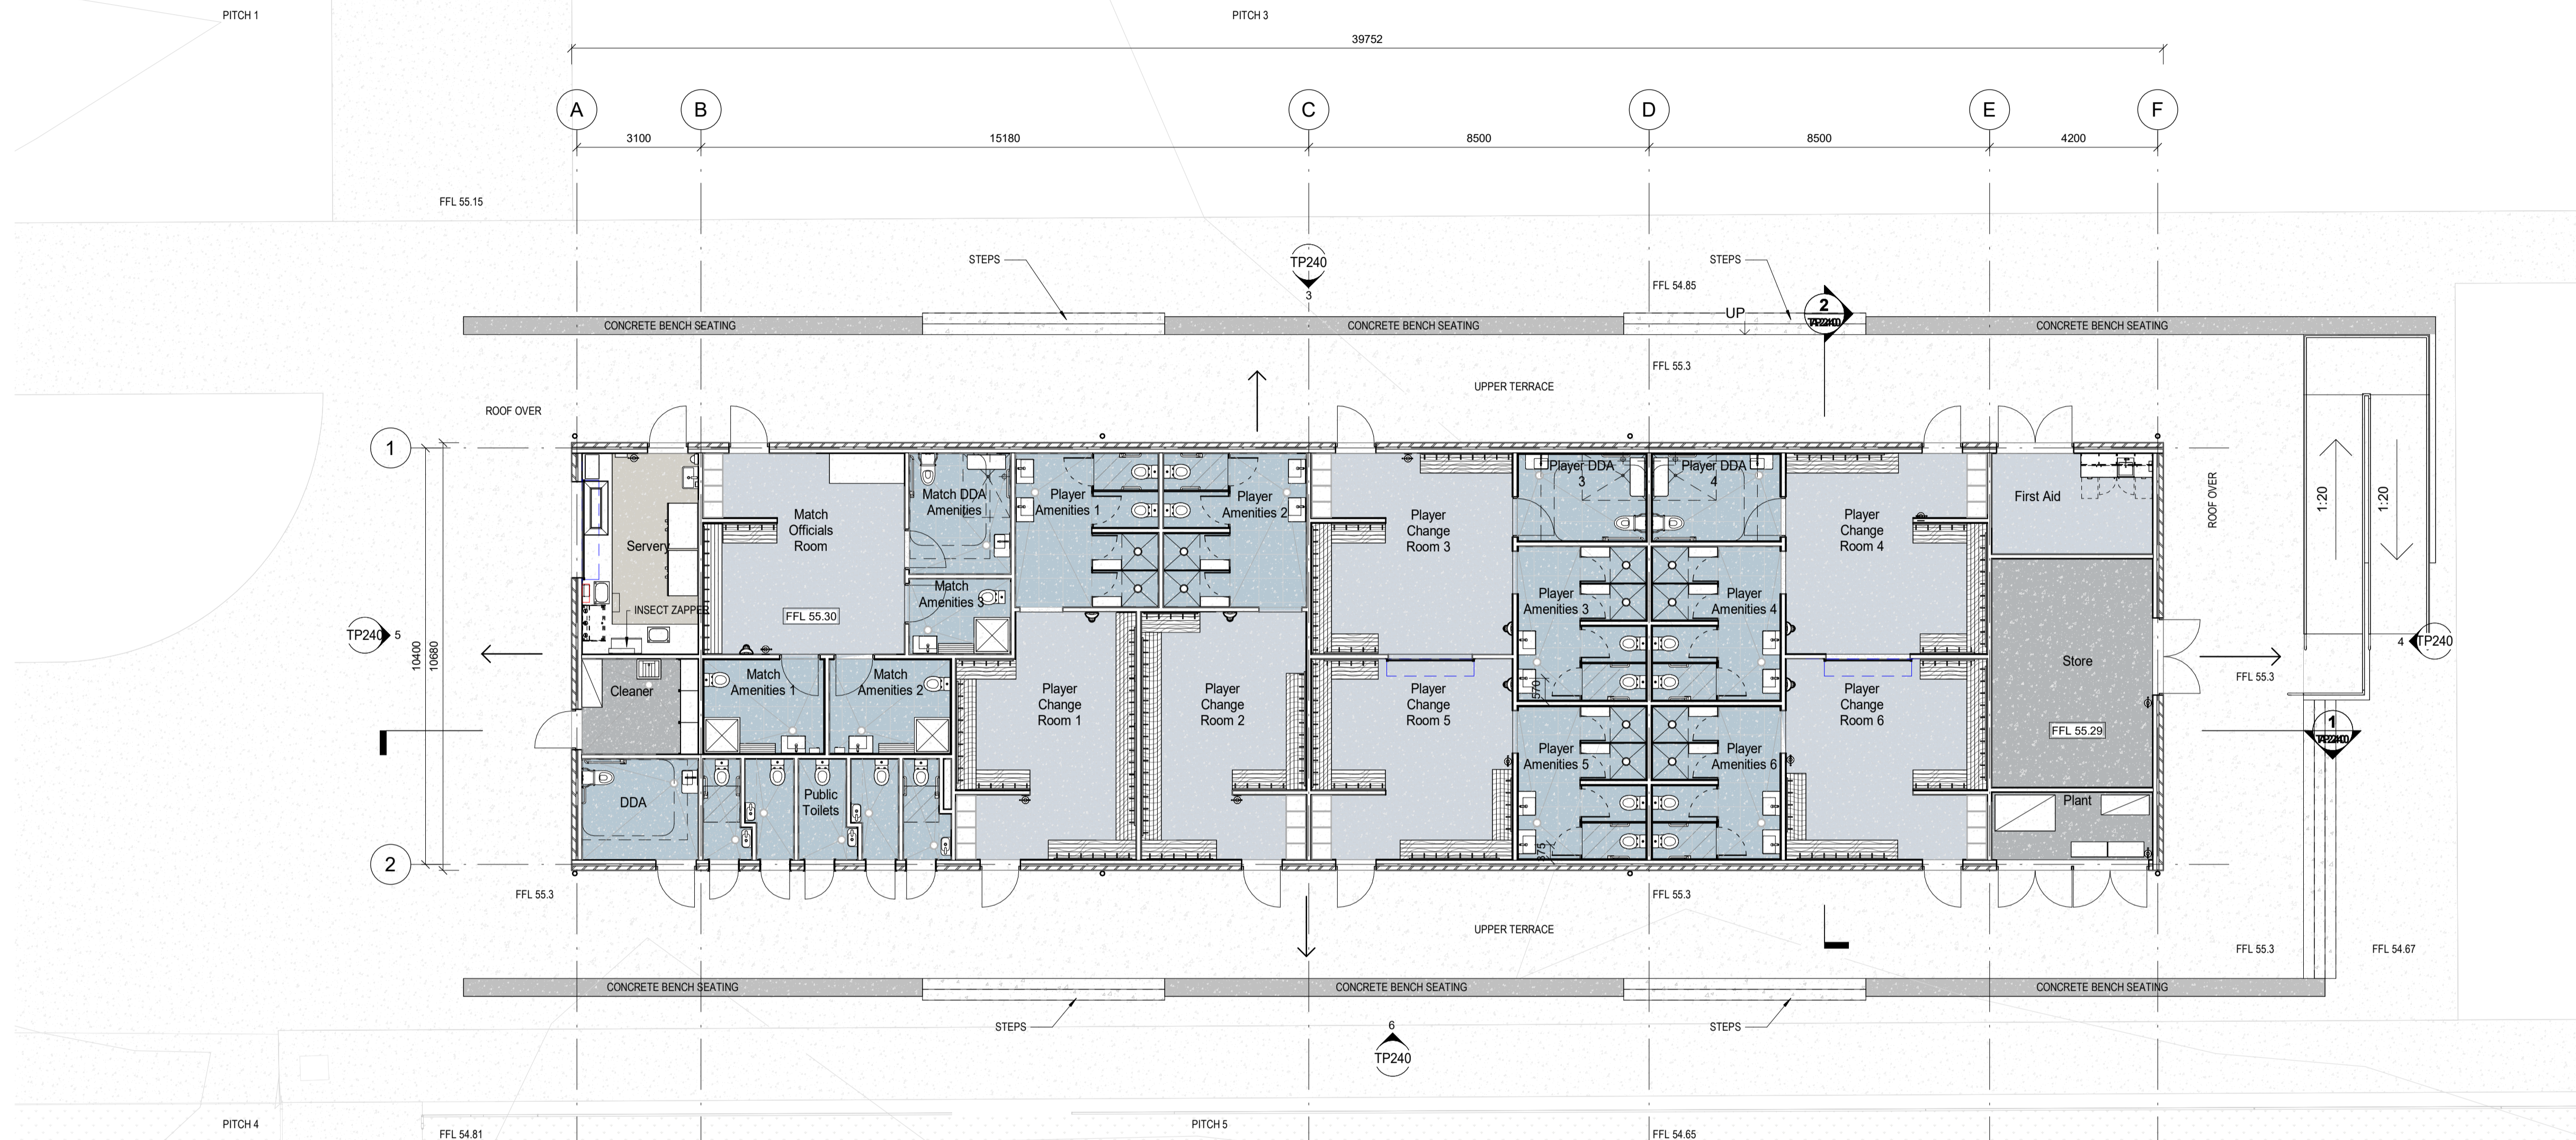 PITCH 1
PITCH 3
39752
A
B
C
D
E
F
3100
15180
8500
8500
4200
FFL 55.15
STEPS
TP240
3
STEPS
FFL 54.85
UP
2
CONCRETE BENCH SEATING
CONCRETE BENCH SEATING
CONCRETE BENCH SEATING
FFL 55.3
UPPER TERRACE
ROOF OVER
1
10400
10680
TP240
5
Servery
INSECT ZAPPER
Match
Officials
Room
FFL 55.30
Match DDA
Amenities
Match
Amenities 3
Player
Amenities 1
Player
Amenities 2
Player
Change
Room 3
Player DDA
3
Player DDA
4
Player
Change
Room 4
First Aid
ROOF OVER
1:20
1:20
Player
Amenities 3
Player
Amenities 4
570
Store
FFL 55.29
4
TP240
FFL 55.3
1
Cleaner
Match
Amenities 1
Match
Amenities 2
Player
Change
Room 1
Player
Change
Room 2
Player
Change
Room 5
Player
Amenities 5
Player
Amenities 6
Player
Change
Room 6
DDA
Public
Toilets
375
Plant
2
FFL 55.3
FFL 55.3
UPPER TERRACE
FFL 55.3
FFL 54.67
CONCRETE BENCH SEATING
CONCRETE BENCH SEATING
CONCRETE BENCH SEATING
STEPS
STEPS
6
TP240
PITCH 4
PITCH 5
FFL 54.81
FFL 54.65